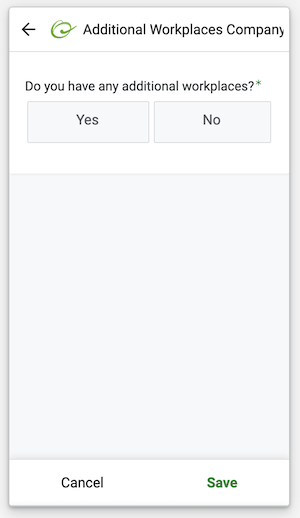 Additional Workplaces Company
Do you have any additional workplaces?*
Yes
No
Cancel
Save